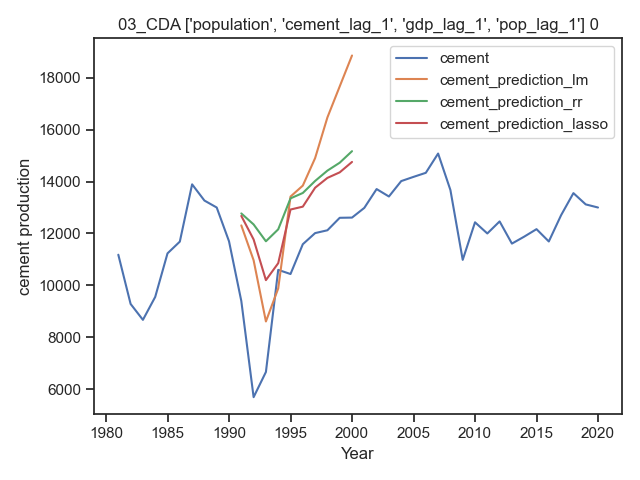 03_CDA ['population', 'cement_lag_1', 'gdp_lag_1', 'pop_lag_1'] 0
cement
cement_prediction_lm
cement_prediction_rr
cement_prediction_lasso
cement production
18000
16000
14000
12000
10000
8000
6000
1980 1985 1990 1995 2000 2005 2010 2015 2020
Year